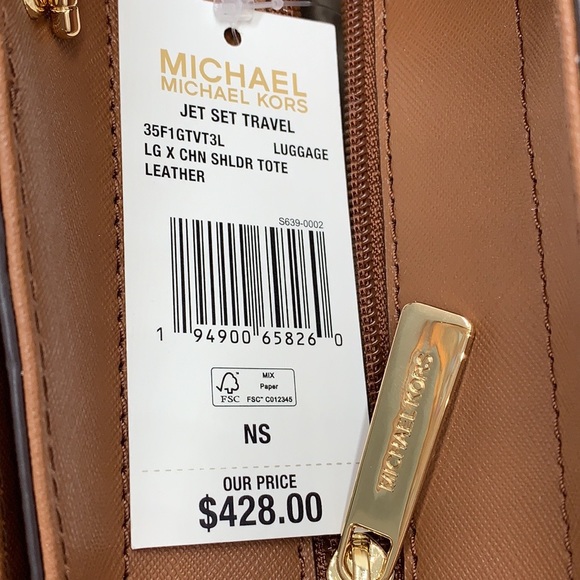 MICHAEL
MICHAEL KORS
JET SET TRAVEL
35F1GTVT3L LUGGAGE
LG X CHN SHLDR TOTE
LEATHER
S639-0002
1 94900 65826 0
FSC
MIX
Paper
FSC™ C012345
NS
OUR PRICE
$428.00
MICHAEL KORS